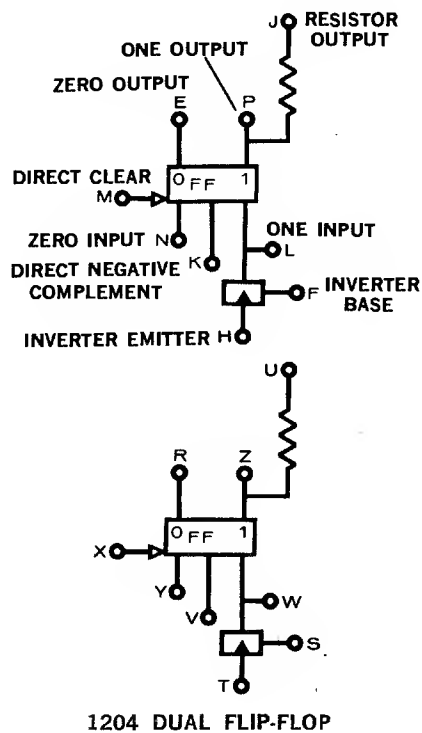 J RESISTOR
OUTPUT
ONE OUTPUT
ZERO OUTPUT
E P
0 FF 1
DIRECT CLEAR
M
ZERO INPUT N
ONE INPUT
L
DIRECT NEGATIVE
COMPLEMENT
K
F INVERTER
BASE
INVERTER EMITTER H
U
R Z
0 FF 1
X
Y
V
W
S
T
1204 DUAL FLIP-FLOP